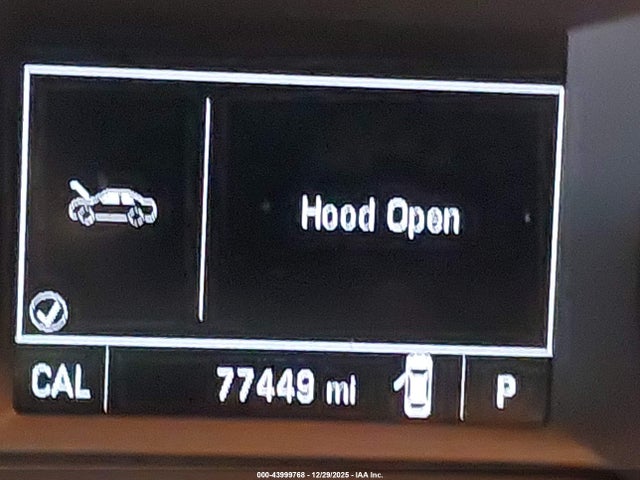 Hood Open
CAL 77449 mi P
000-43999768 - 12/29/2025 - IAA Inc.